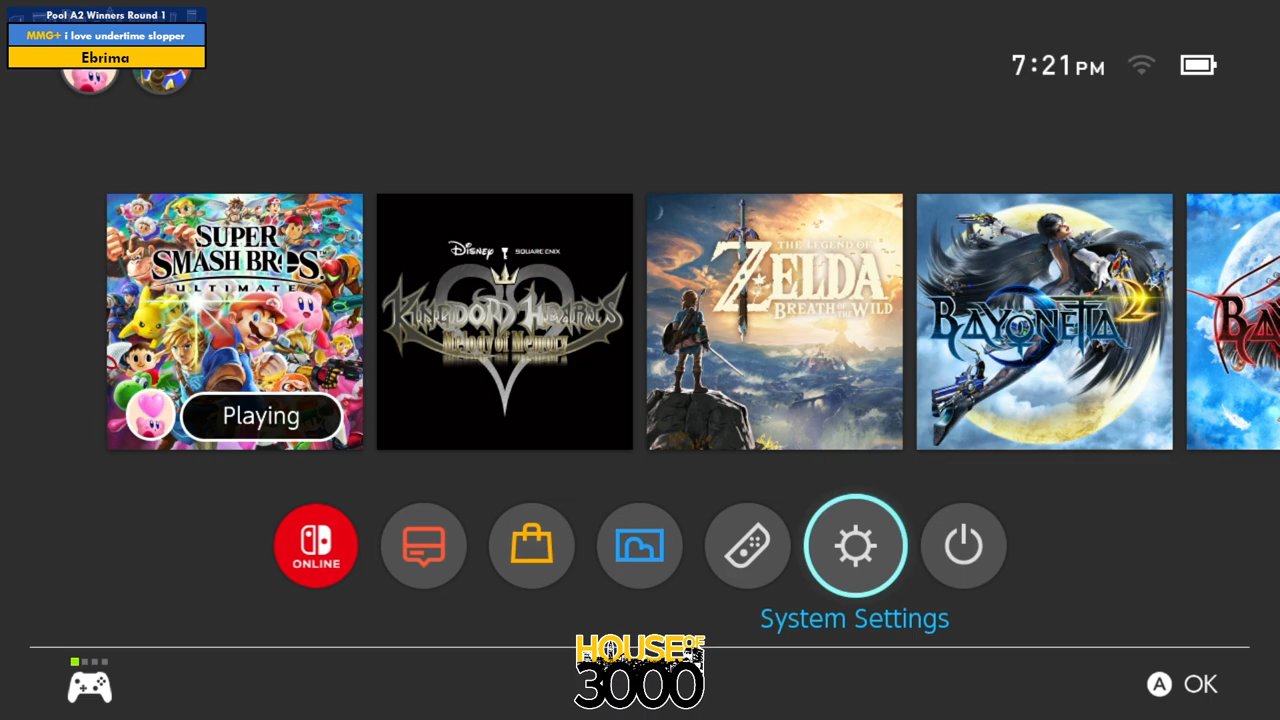 Pool A2 Winners Round 1
MMG+ i love undertime slopper
Ebrima
7:21 PM
SUPER
SMASH BROS.
ULTIMATE
Playing
Disney
SQUARE ENIX
KINGDOM HEARTS
Melody of Memory
THE LEGEND OF
ZELDA
BREATH OF THE WILD
BAYONETTA 2
BA
ONLINE
System Settings
HOUSE OF
3000
A OK